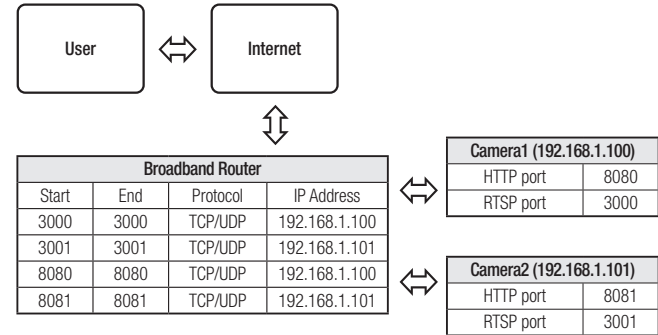 User
Internet
Broadband Router
Start End Protocol IP Address
3000 3000 TCP/UDP 192.168.1.100
3001 3001 TCP/UDP 192.168.1.101
8080 8080 TCP/UDP 192.168.1.100
8081 8081 TCP/UDP 192.168.1.101
Camera1 (192.168.1.100)
HTTP port 8080
RTSP port 3000
Camera2 (192.168.1.101)
HTTP port 8081
RTSP port 3001